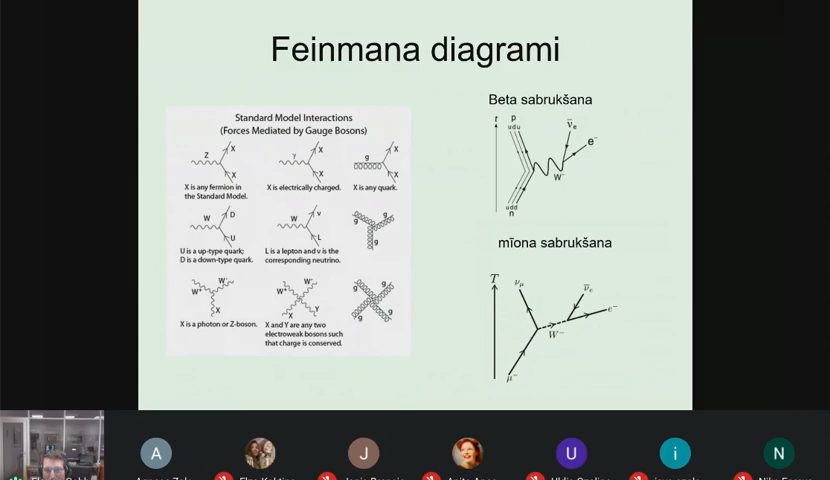 Feinmana diagrami
Standard Model Interactions
(Forces Mediated by Gauge Bosons)
Z
X
X
X is any fermion in
the Standard Model.
γ
X
X
X is electrically charged.
g
X
X
X is any quark.
W
D
U
U is a up-type quark;
D is a down-type quark.
W
ν
L
L is a lepton and ν is the
corresponding neutrino.
g
g
g
W⁺
W⁻
X
X is a photon or Z-boson.
W⁺
W⁻
X
Y
X and Y are any two
electroweak bosons such
that charge is conserved.
g
g
g
g
Beta sabrukšana
t
p
udu
ν̄e
e⁻
W⁻
udd
n
mīona sabrukšana
T
νμ
ν̄e
e⁻
W⁻
μ⁻
A
J
U
i
N